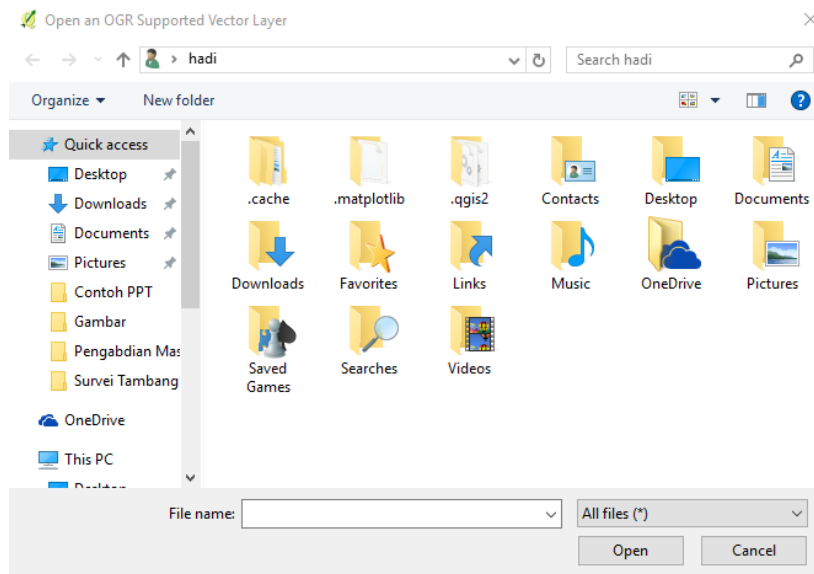 Open an OGR Supported Vector Layer
hadi
Search hadi
Organize
New folder
Quick access
Desktop
Downloads
Documents
Pictures
Contoh PPT
Gambar
Pengabdian Mas
Survei Tambang
OneDrive
This PC
Desktop
.cache
.matplotlib
.qgis2
Contacts
Desktop
Documents
Downloads
Favorites
Links
Music
OneDrive
Pictures
Saved
Games
Searches
Videos
File name:
All files (*)
Open
Cancel